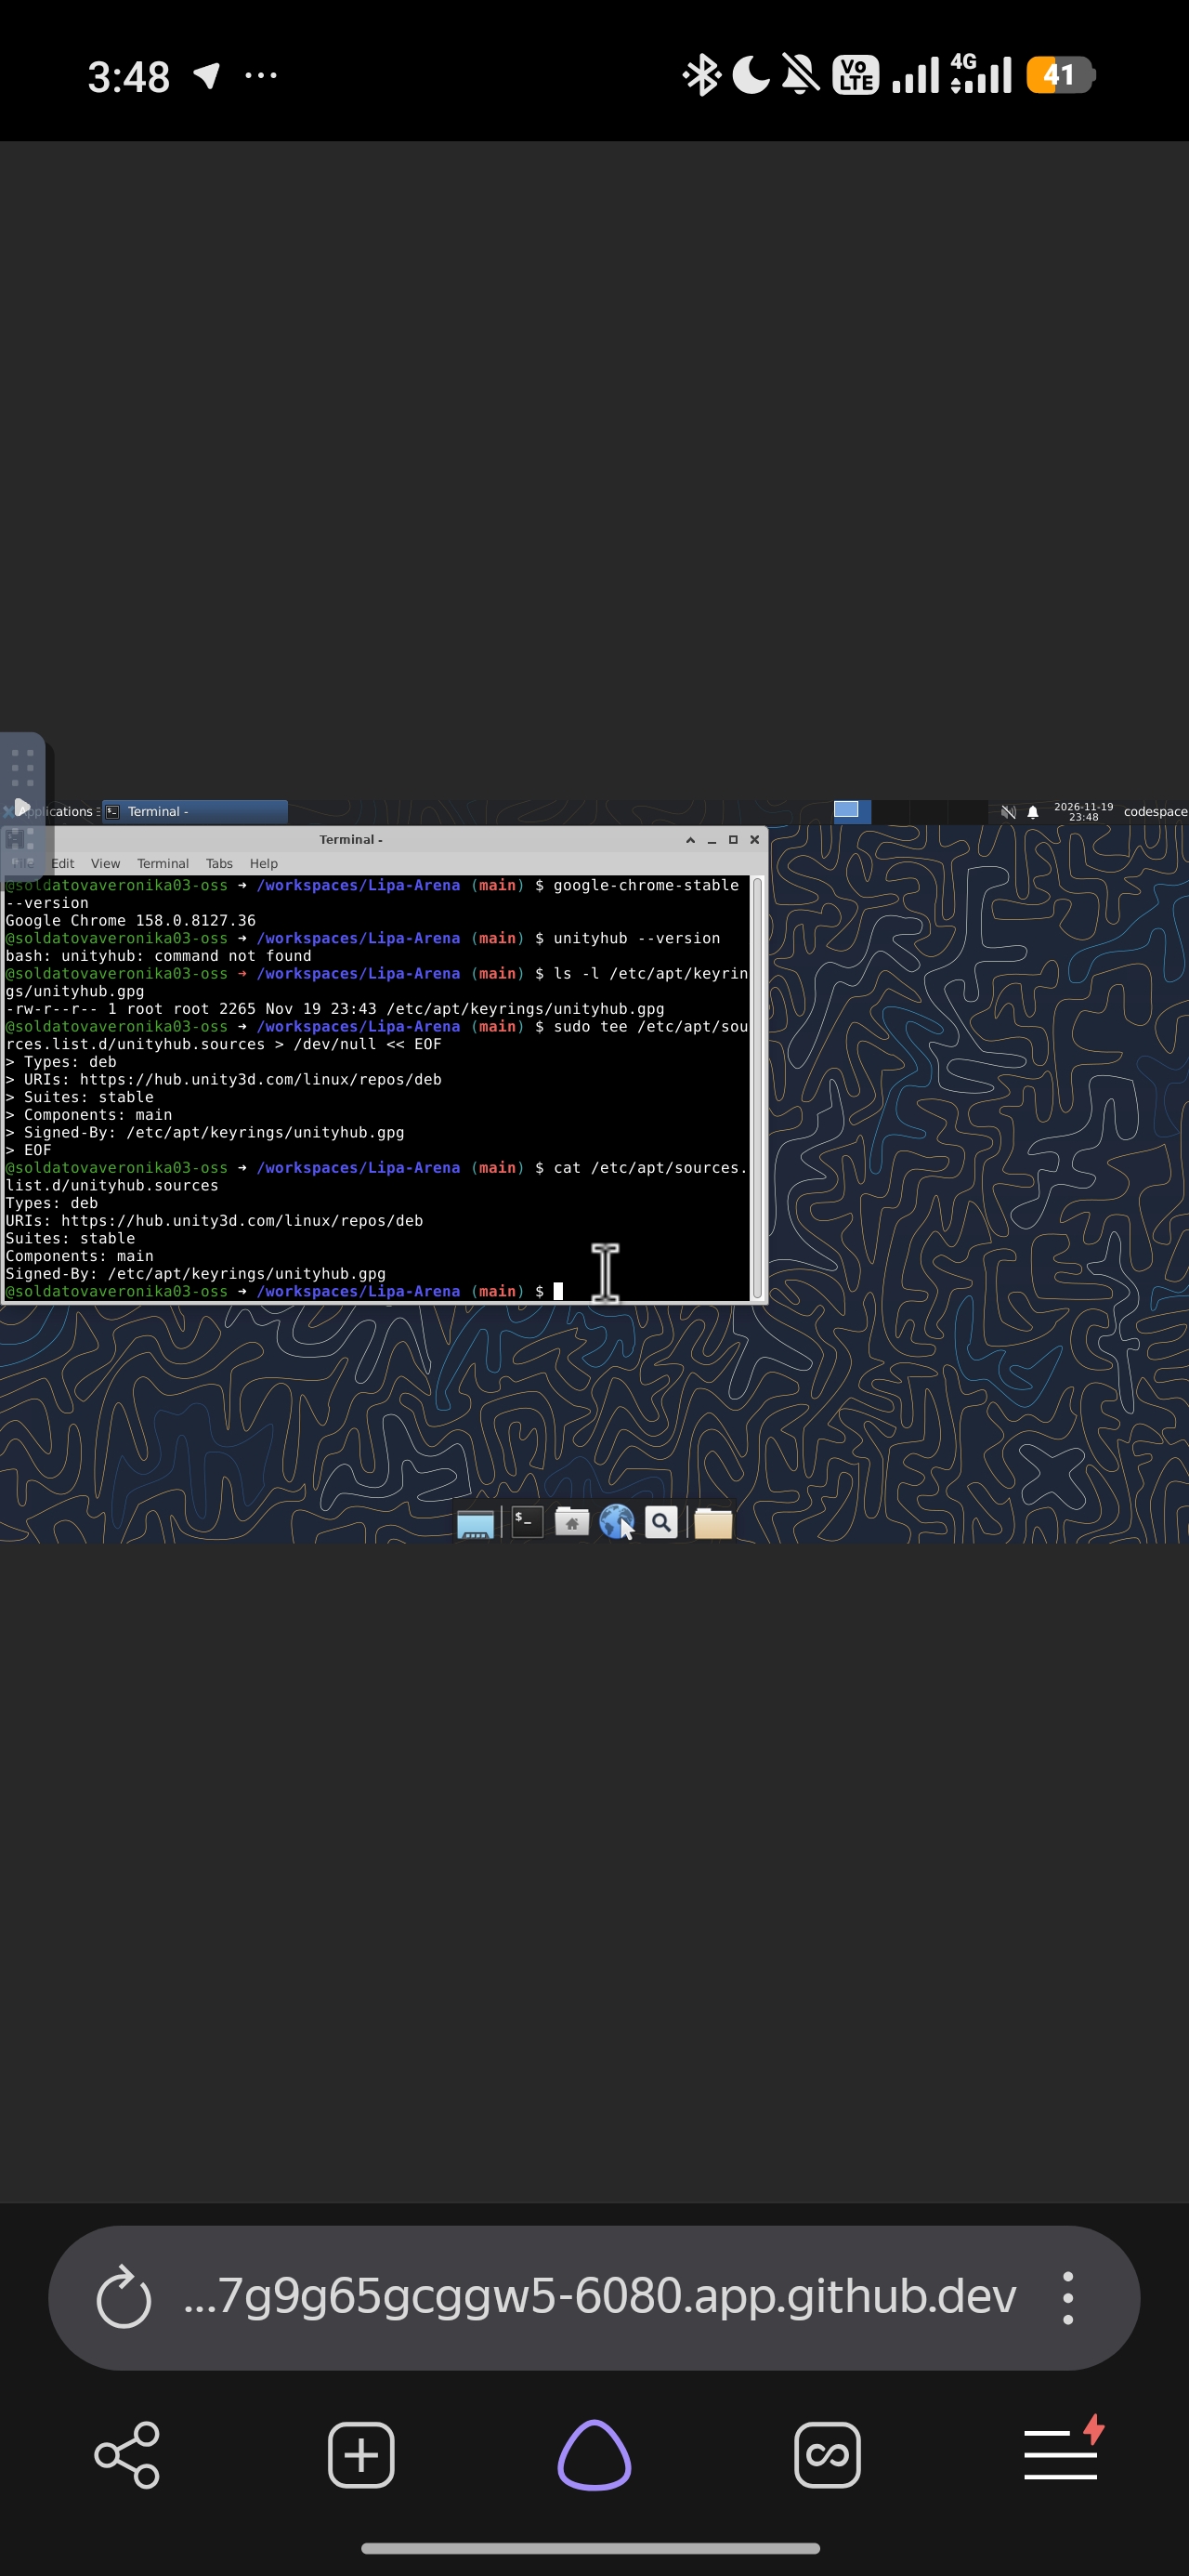 3:48 ...
Vo LTE 4G 41
Applications Terminal - 2026-11-19
23:48 codespace
Terminal -
Edit View Terminal Tabs Help
@soldatovaveronika03-oss ➜ /workspaces/Lipa-Arena (main) $ google-chrome-stable
--version
Google Chrome 158.0.8127.36
@soldatovaveronika03-oss ➜ /workspaces/Lipa-Arena (main) $ unityhub --version
bash: unityhub: command not found
@soldatovaveronika03-oss ➜ /workspaces/Lipa-Arena (main) $ ls -l /etc/apt/keyrin
gs/unityhub.gpg
-rw-r--r-- 1 root root 2265 Nov 19 23:43 /etc/apt/keyrings/unityhub.gpg
@soldatovaveronika03-oss ➜ /workspaces/Lipa-Arena (main) $ sudo tee /etc/apt/sou
rces.list.d/unityhub.sources > /dev/null << EOF
> Types: deb
> URIs: https://hub.unity3d.com/linux/repos/deb
> Suites: stable
> Components: main
> Signed-By: /etc/apt/keyrings/unityhub.gpg
> EOF
@soldatovaveronika03-oss ➜ /workspaces/Lipa-Arena (main) $ cat /etc/apt/sources.
list.d/unityhub.sources
Types: deb
URIs: https://hub.unity3d.com/linux/repos/deb
Suites: stable
Components: main
Signed-By: /etc/apt/keyrings/unityhub.gpg
@soldatovaveronika03-oss ➜ /workspaces/Lipa-Arena (main) $
$_
...7g9g65gcggw5-6080.app.github.dev